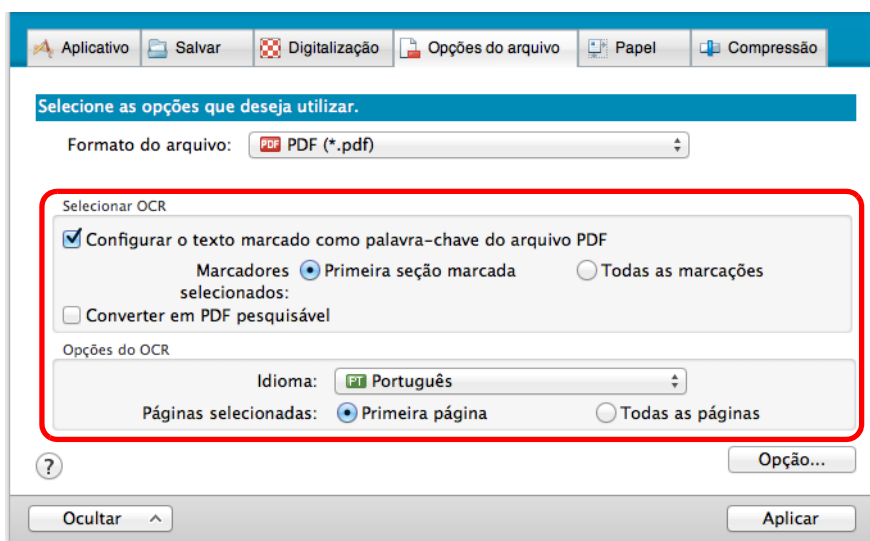 Aplicativo Salvar Digitalização Opções do arquivo Papel Compressão
Selecione as opções que deseja utilizar.
Formato do arquivo: PDF PDF (*.pdf)
Selecionar OCR
Configurar o texto marcado como palavra-chave do arquivo PDF
Marcadores selecionados: Primeira seção marcada Todas as marcações
Converter em PDF pesquisável
Opções do OCR
Idioma: PT Português
Páginas selecionadas: Primeira página Todas as páginas
? Opção...
Ocultar Aplicar